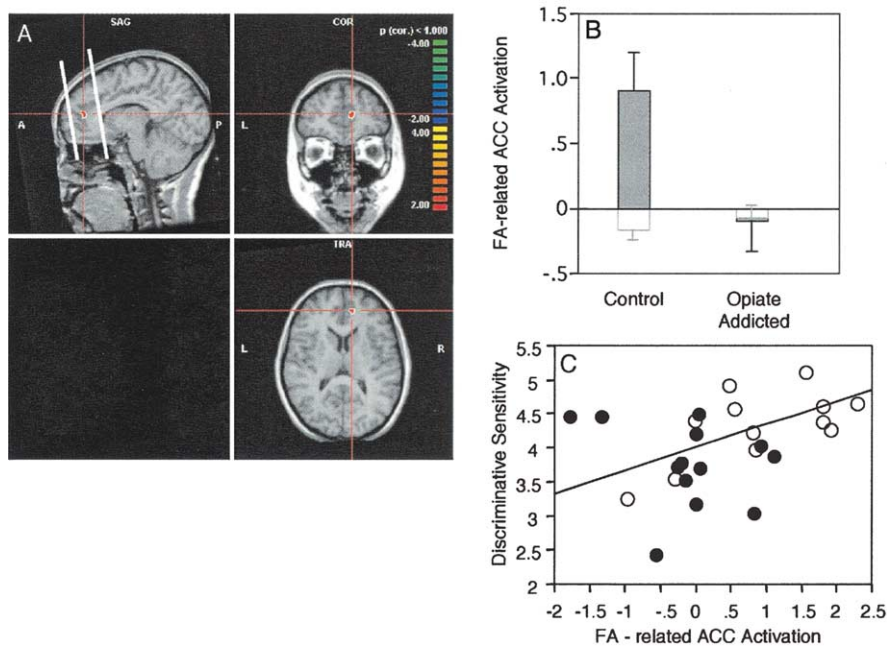 A
SAG
COR
p (cor.) < 1.000
-4.00
-2.00
4.00
2.00
A
P
L
TRA
L
R
B
FA-related ACC Activation
1.5
1.0
.5
0
-.5
Control
Opiate
Addicted
C
Discriminative Sensitivity
5.5
5
4.5
4
3.5
3
2.5
2
-2 -1.5 -1 -.5 0 .5 1 1.5 2 2.5
FA - related ACC Activation